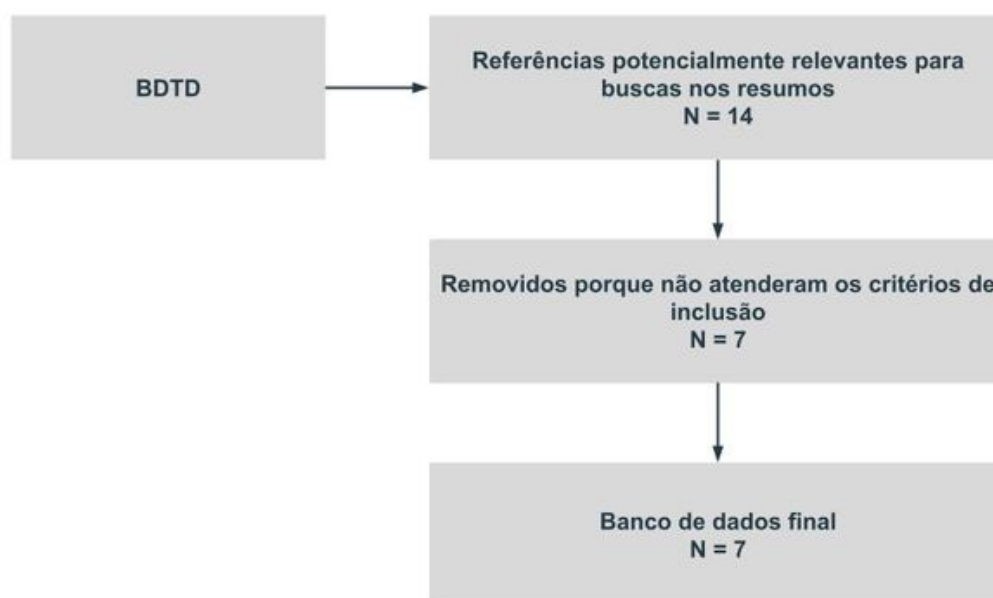 BDTD
Referências potencialmente relevantes para
buscas nos resumos
N = 14
Removidos porque não atenderam os critérios de
inclusão
N = 7
Banco de dados final
N = 7